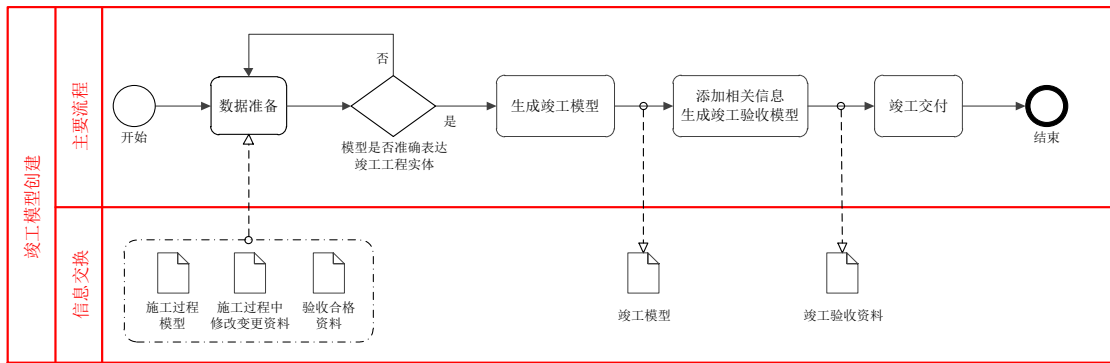 竣工模型创建
主要流程
开始
数据准备
否
是
模型是否准确表达
竣工工程实体
生成竣工模型
添加相关信息
生成竣工验收模型
竣工交付
结束
信息交换
施工过程
模型
施工过程中
修改变更资料
验收合格
资料
竣工模型
竣工验收资料